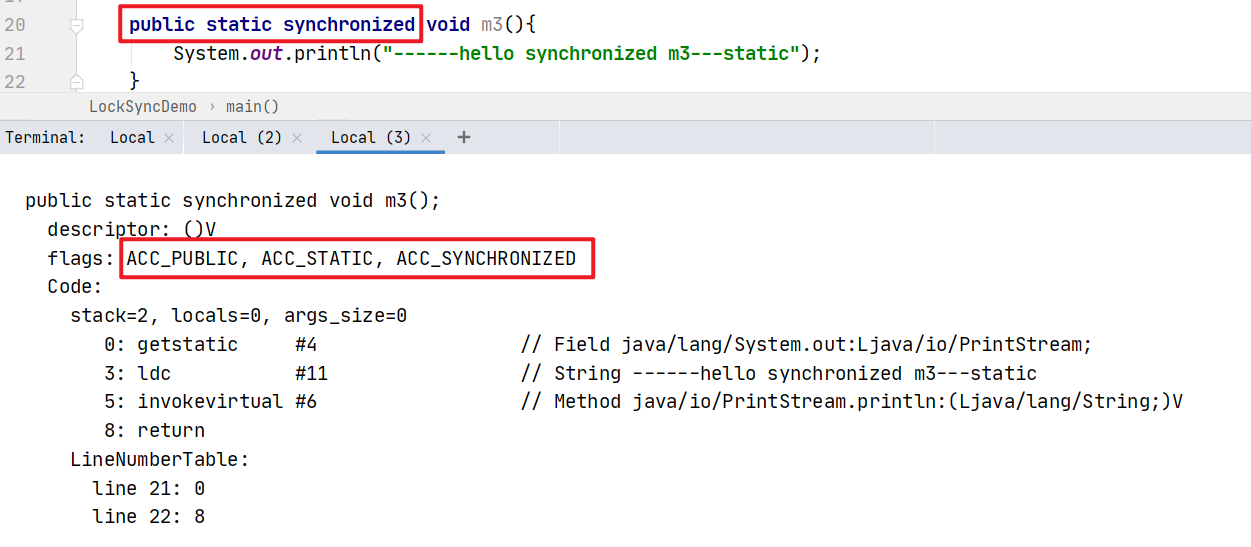 20 public static synchronized void m3(){
21 System.out.println("------hello synchronized m3---static");
22 }
LockSyncDemo › main()
Terminal: Local × Local (2) × Local (3) × +
public static synchronized void m3();
descriptor: ()V
flags: ACC_PUBLIC, ACC_STATIC, ACC_SYNCHRONIZED
Code:
stack=2, locals=0, args_size=0
0: getstatic #4 // Field java/lang/System.out:Ljava/io/PrintStream;
3: ldc #11 // String ------hello synchronized m3---static
5: invokevirtual #6 // Method java/io/PrintStream.println:(Ljava/lang/String;)V
8: return
LineNumberTable:
line 21: 0
line 22: 8